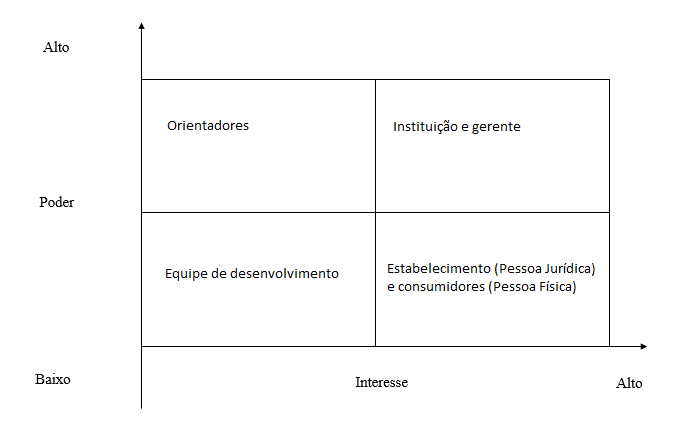 Alto
Orientadores
Instituição e gerente
Poder
Equipe de desenvolvimento
Estabelecimento (Pessoa Jurídica)
e consumidores (Pessoa Física)
Baixo
Interesse
Alto